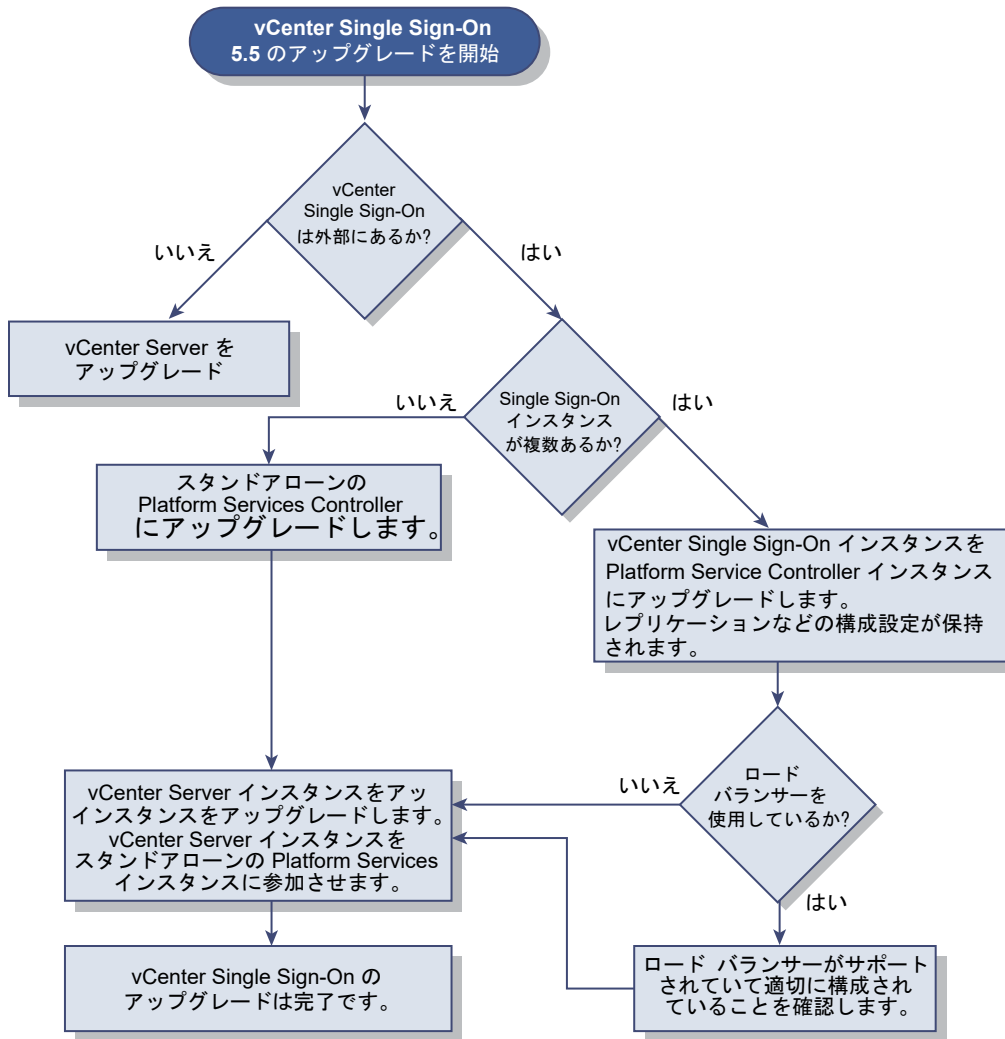 vCenter Single Sign-On
5.5 のアップグレードを開始
vCenter
Single Sign-On
は外部にあるか?
いいえ
はい
vCenter Server を
アップグレード
Single Sign-On
インスタンス
が複数あるか?
いいえ
はい
スタンドアローンの
Platform Services Controller
にアップグレードします。
vCenter Single Sign-On インスタンスを
Platform Service Controller インスタンス
にアップグレードします。
レプリケーションなどの構成設定が保持
されます。
ロード
バランサーを
使用しているか?
いいえ
はい
vCenter Server インスタンスをアッ
インスタンスをアップグレードします。
vCenter Server インスタンスを
スタンドアローンの Platform Services
インスタンスに参加させます。
ロード バランサーがサポート
されていて適切に構成され
ていることを確認します。
vCenter Single Sign-On の
アップグレードは完了です。